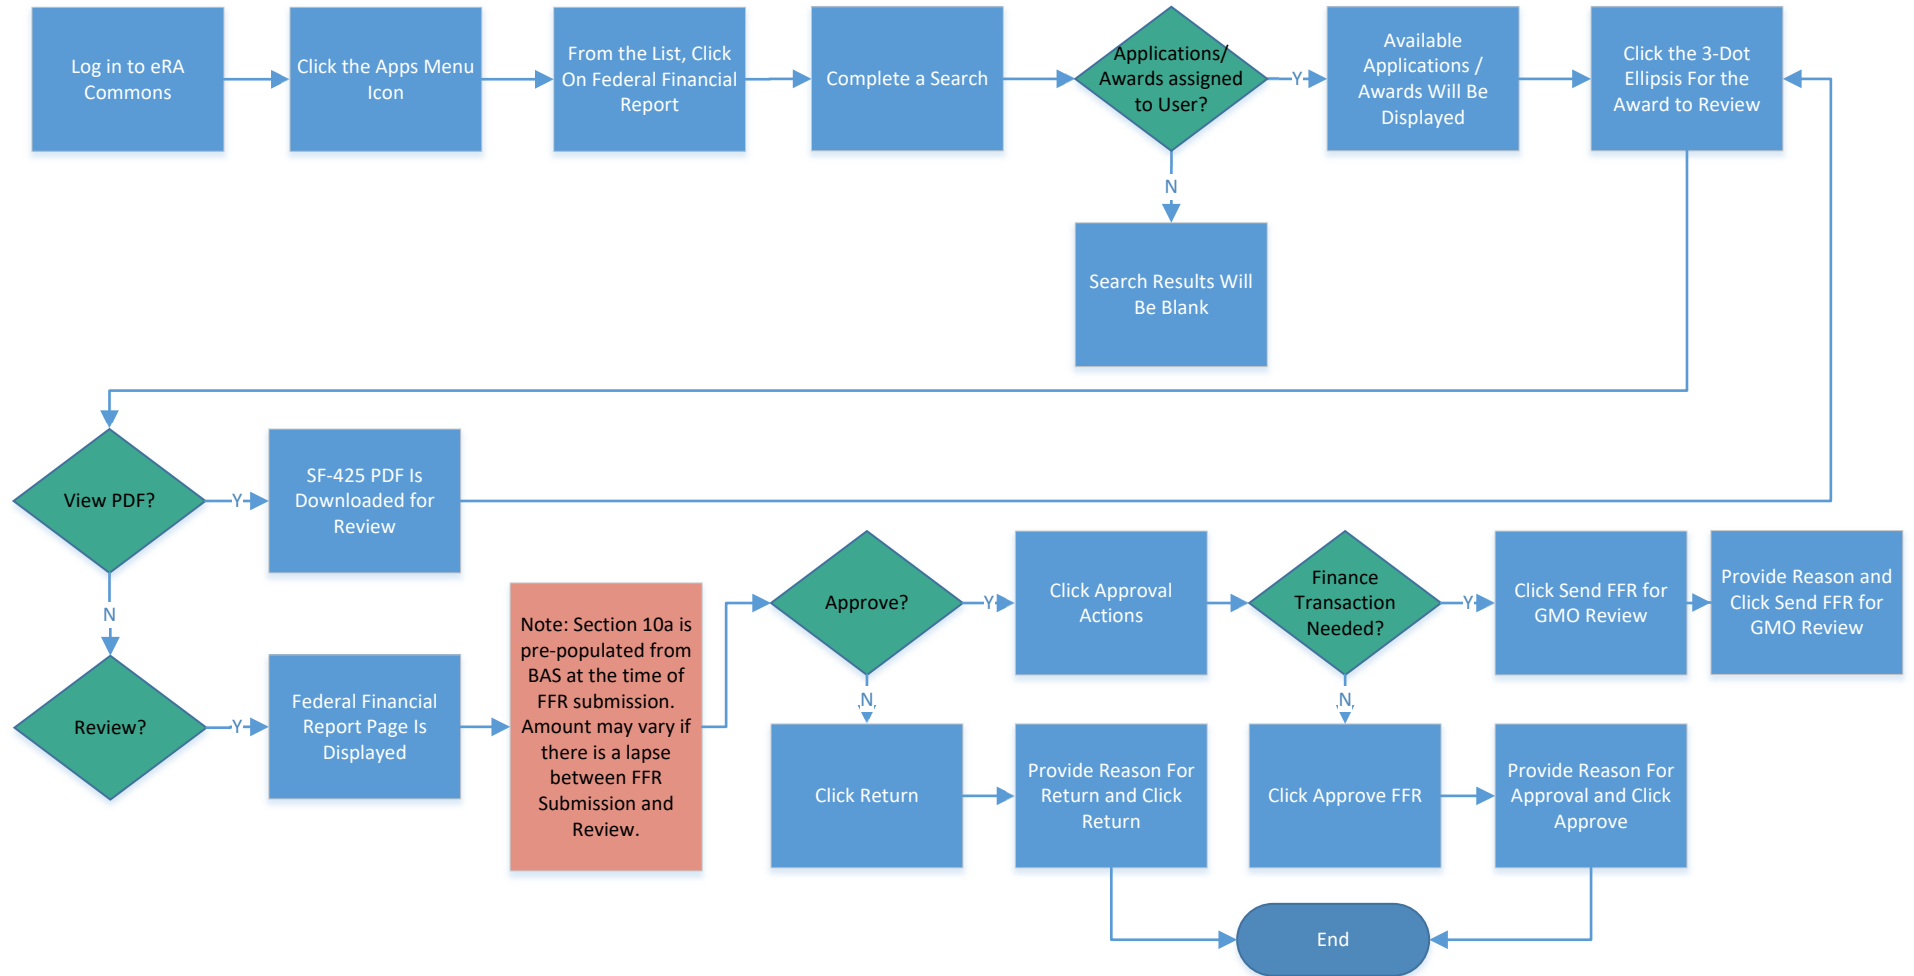 Log in to eRA
Commons
Click the Apps Menu
Icon
From the List, Click
On Federal Financial
Report
Complete a Search
Applications/
Awards assigned
to User?
Y
Available
Applications /
Awards Will Be
Displayed
Click the 3-Dot
Ellipsis For the
Award to Review
N
Search Results Will
Be Blank
View PDF?
Y
SF-425 PDF Is
Downloaded for
Review
N
Review?
Y
Federal Financial
Report Page Is
Displayed
Note: Section 10a is
pre-populated from
BAS at the time of
FFR submission.
Amount may vary if
there is a lapse
between FFR
Submission and
Review.
Approve?
Y
Click Approval
Actions
Finance
Transaction
Needed?
Y
Click Send FFR for
GMO Review
Provide Reason and
Click Send FFR for
GMO Review
N
Click Return
Provide Reason For
Return and Click
Return
N
Click Approve FFR
Provide Reason For
Approval and Click
Approve
End